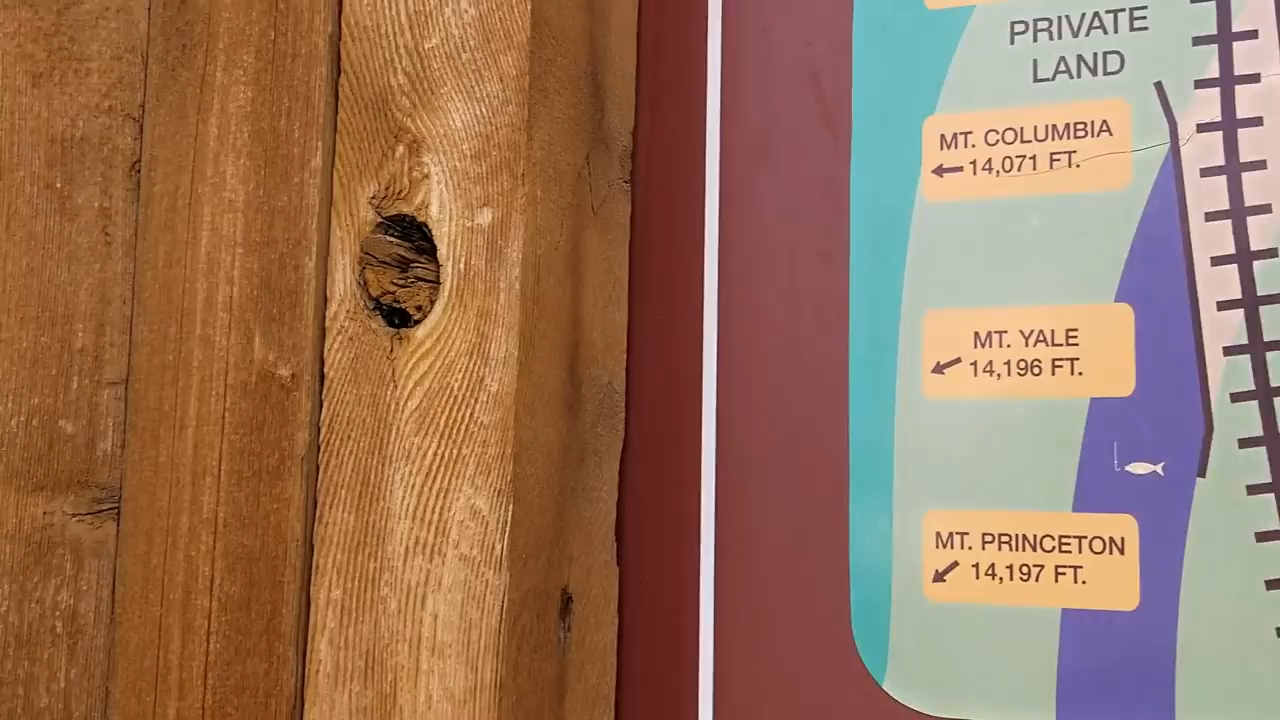 PRIVATE
LAND
MT. COLUMBIA
14,071 FT.
MT. YALE
14,196 FT.
MT. PRINCETON
14,197 FT.